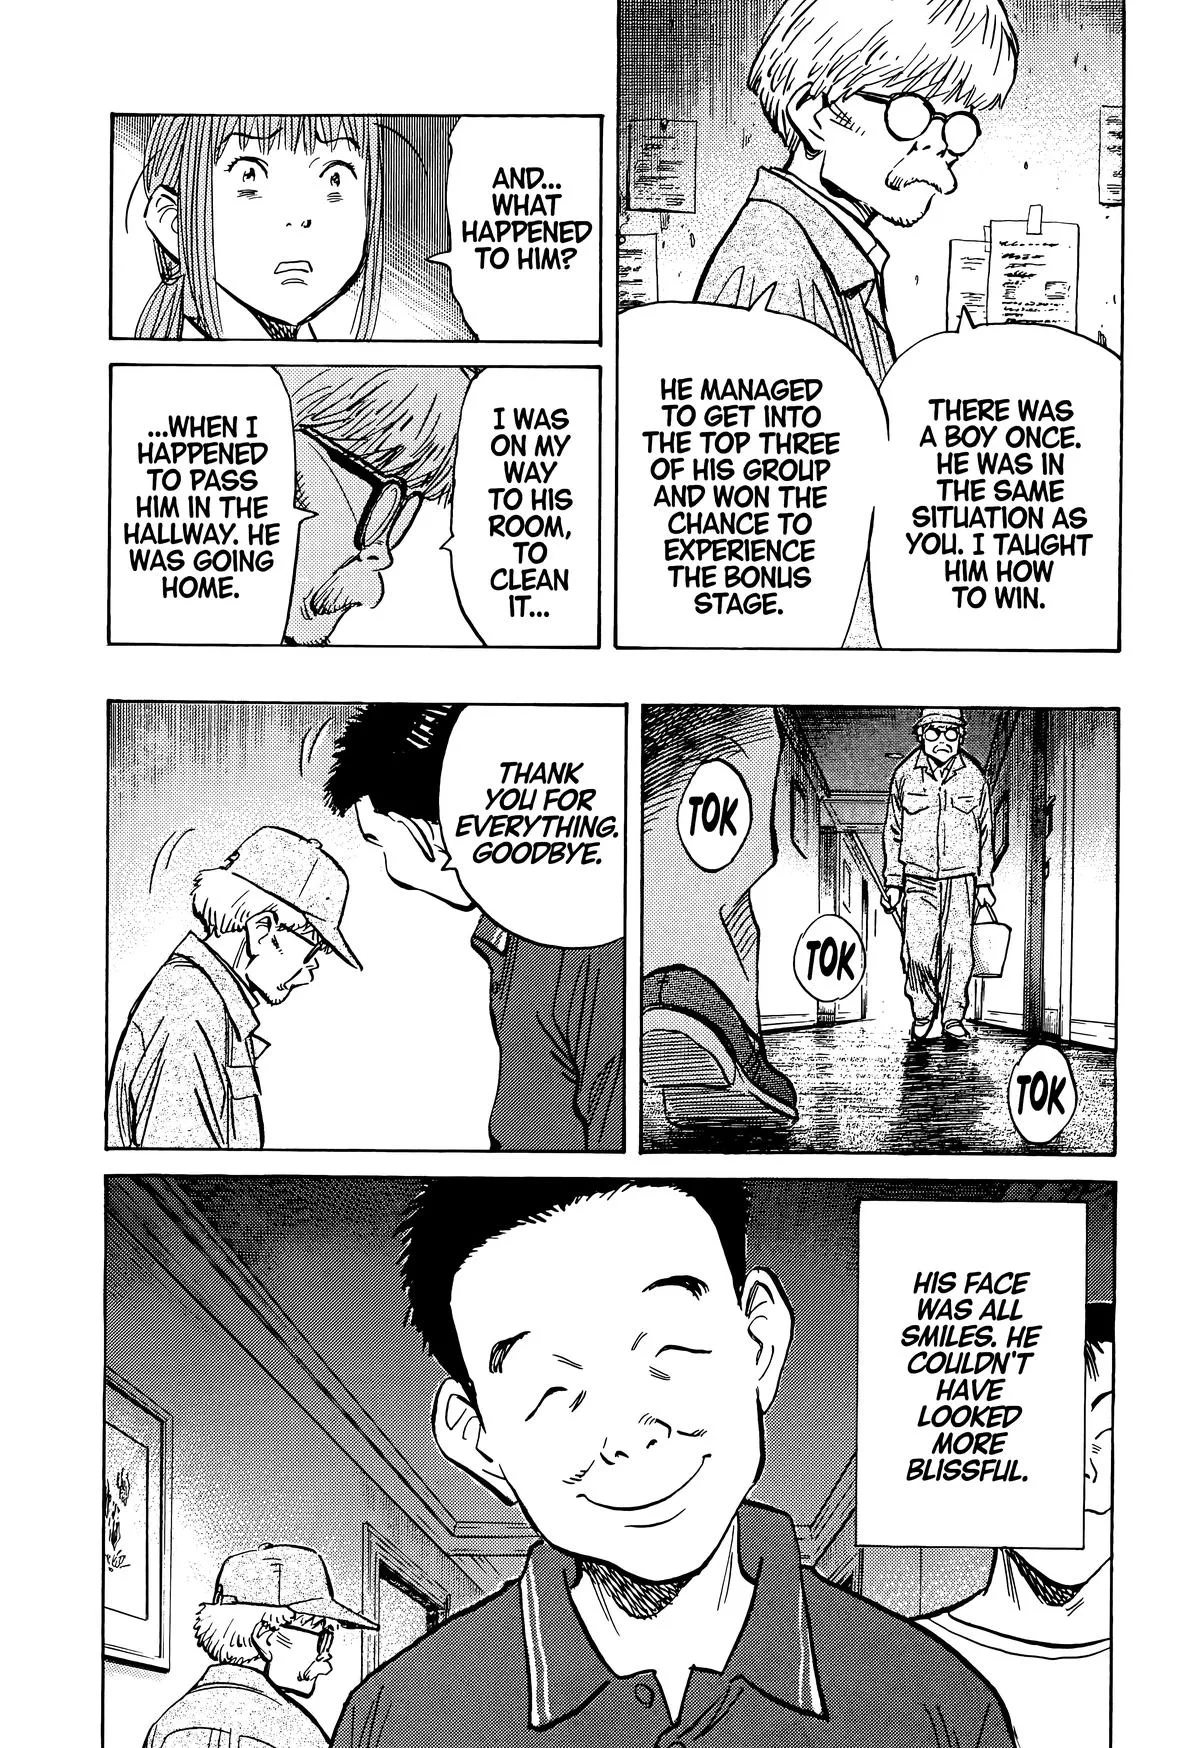 THERE WAS
A BOY ONCE.
HE WAS IN
THE SAME
SITUATION AS
YOU. I TAUGHT
HIM HOW
TO WIN.
HE MANAGED
TO GET INTO
THE TOP THREE
OF HIS GROUP
AND WON THE
CHANCE TO
EXPERIENCE
THE BONUS
STAGE.
AND...
WHAT
HAPPENED
TO HIM?
I WAS
ON MY
WAY
TO HIS
ROOM,
TO
CLEAN
IT...
...WHEN I
HAPPENED
TO PASS
HIM IN THE
HALLWAY. HE
WAS GOING
HOME.
TOK
TOK
TOK
THANK
YOU FOR
EVERYTHING.
GOODBYE.
HIS FACE
WAS ALL
SMILES. HE
COULDN'T
HAVE
LOOKED
MORE
BLISSFUL.